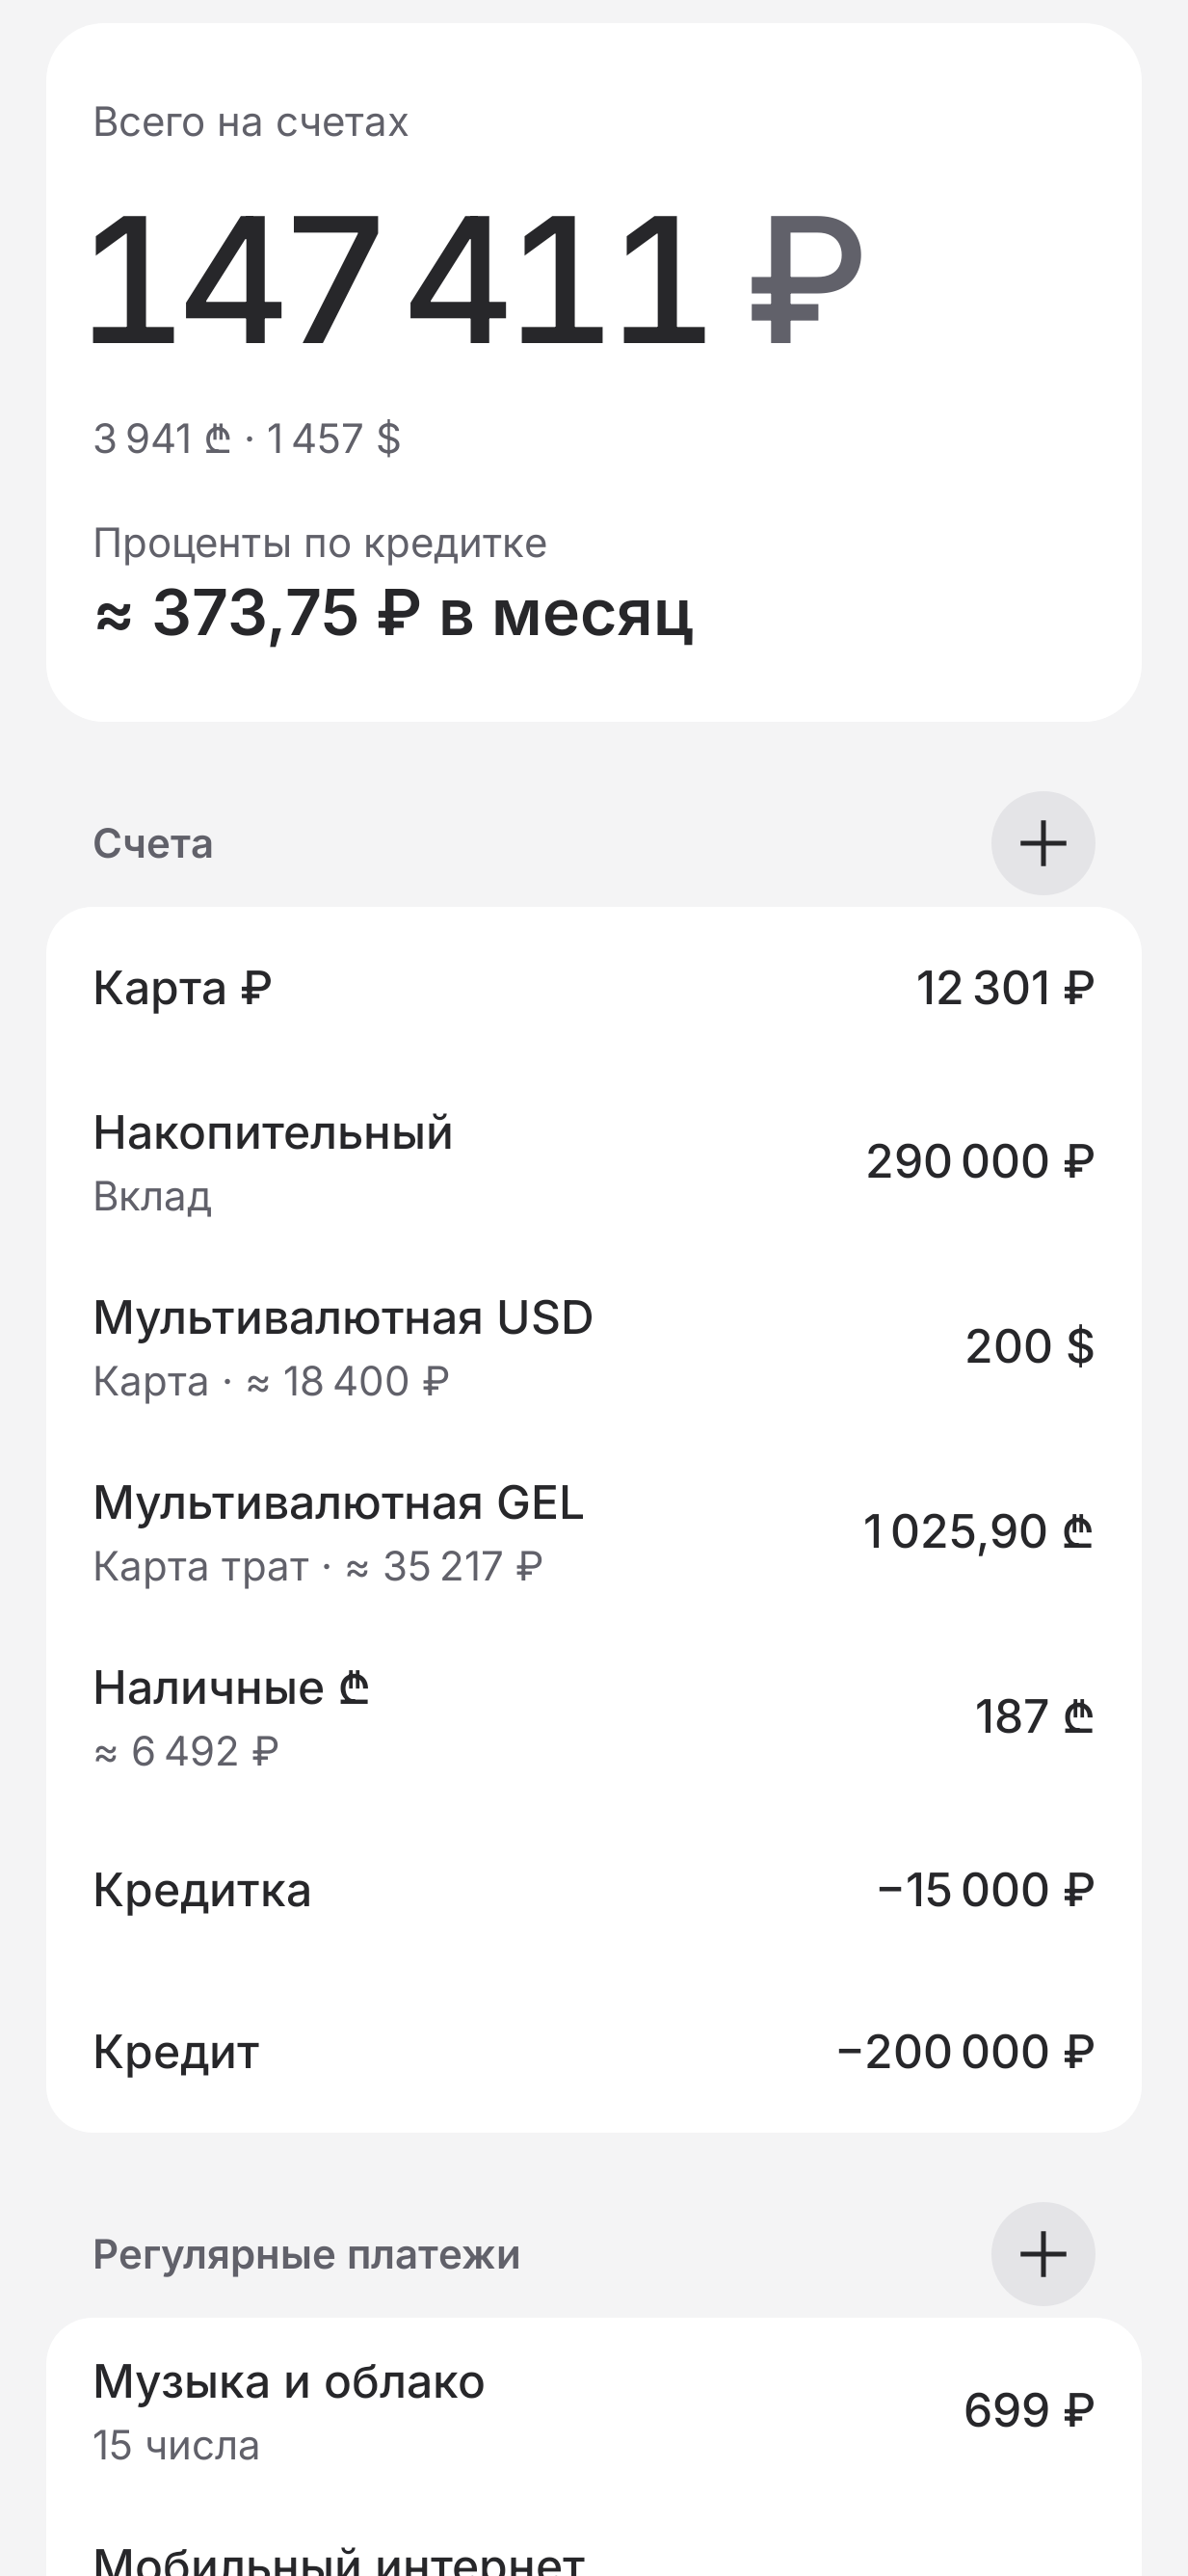 Всего на счетах
147 411 ₽
3 941 ₾ · 1 457 $
Проценты по кредитке
≈ 373,75 ₽ в месяц
Счета
Карта ₽
12 301 ₽
Накопительный
Вклад
290 000 ₽
Мультивалютная USD
Карта · ≈ 18 400 ₽
200 $
Мультивалютная GEL
Карта трат · ≈ 35 217 ₽
1 025,90 ₾
Наличные ₾
≈ 6 492 ₽
187 ₾
Кредитка
−15 000 ₽
Кредит
−200 000 ₽
Регулярные платежи
Музыка и облако
15 числа
699 ₽
Мобильный интернет